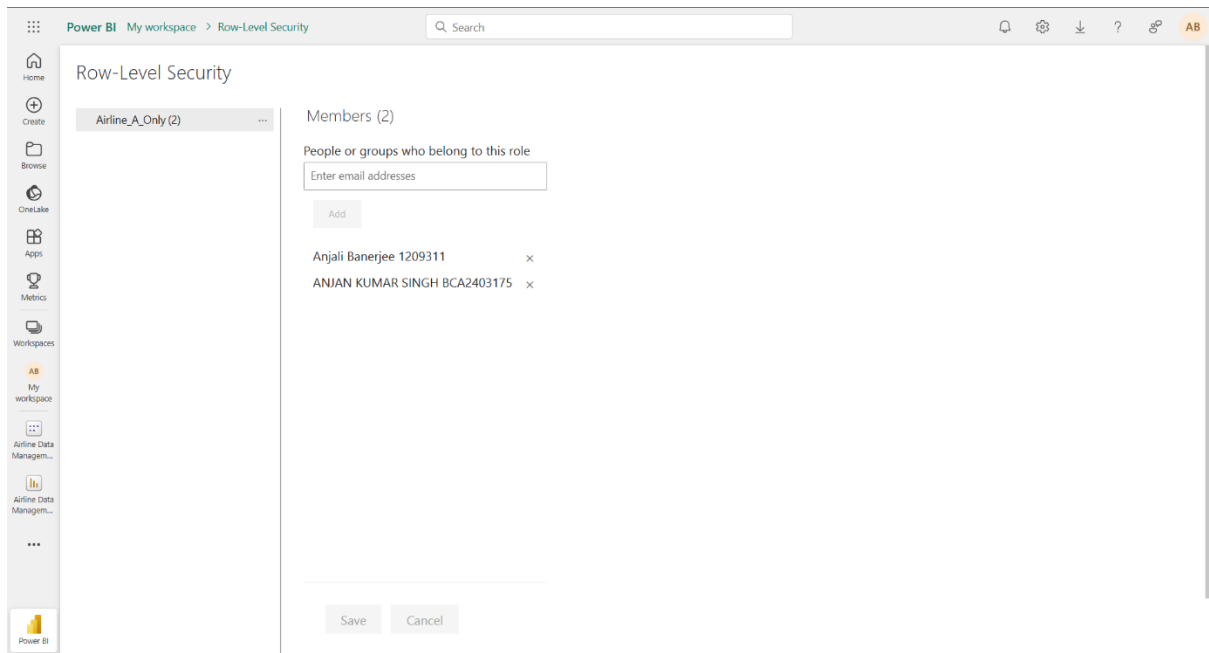 Power BI My workspace > Row-Level Security
Search
?
AB
Home
Create
Browse
OneLake
Apps
Metrics
Workspaces
AB
My
workspace
Airline Data
Managem...
Airline Data
Managem...
...
Power BI
Row-Level Security
Airline_A_Only (2) ...
Members (2)
People or groups who belong to this role
Enter email addresses
Add
Anjali Banerjee 1209311 ×
ANJAN KUMAR SINGH BCA2403175 ×
Save Cancel